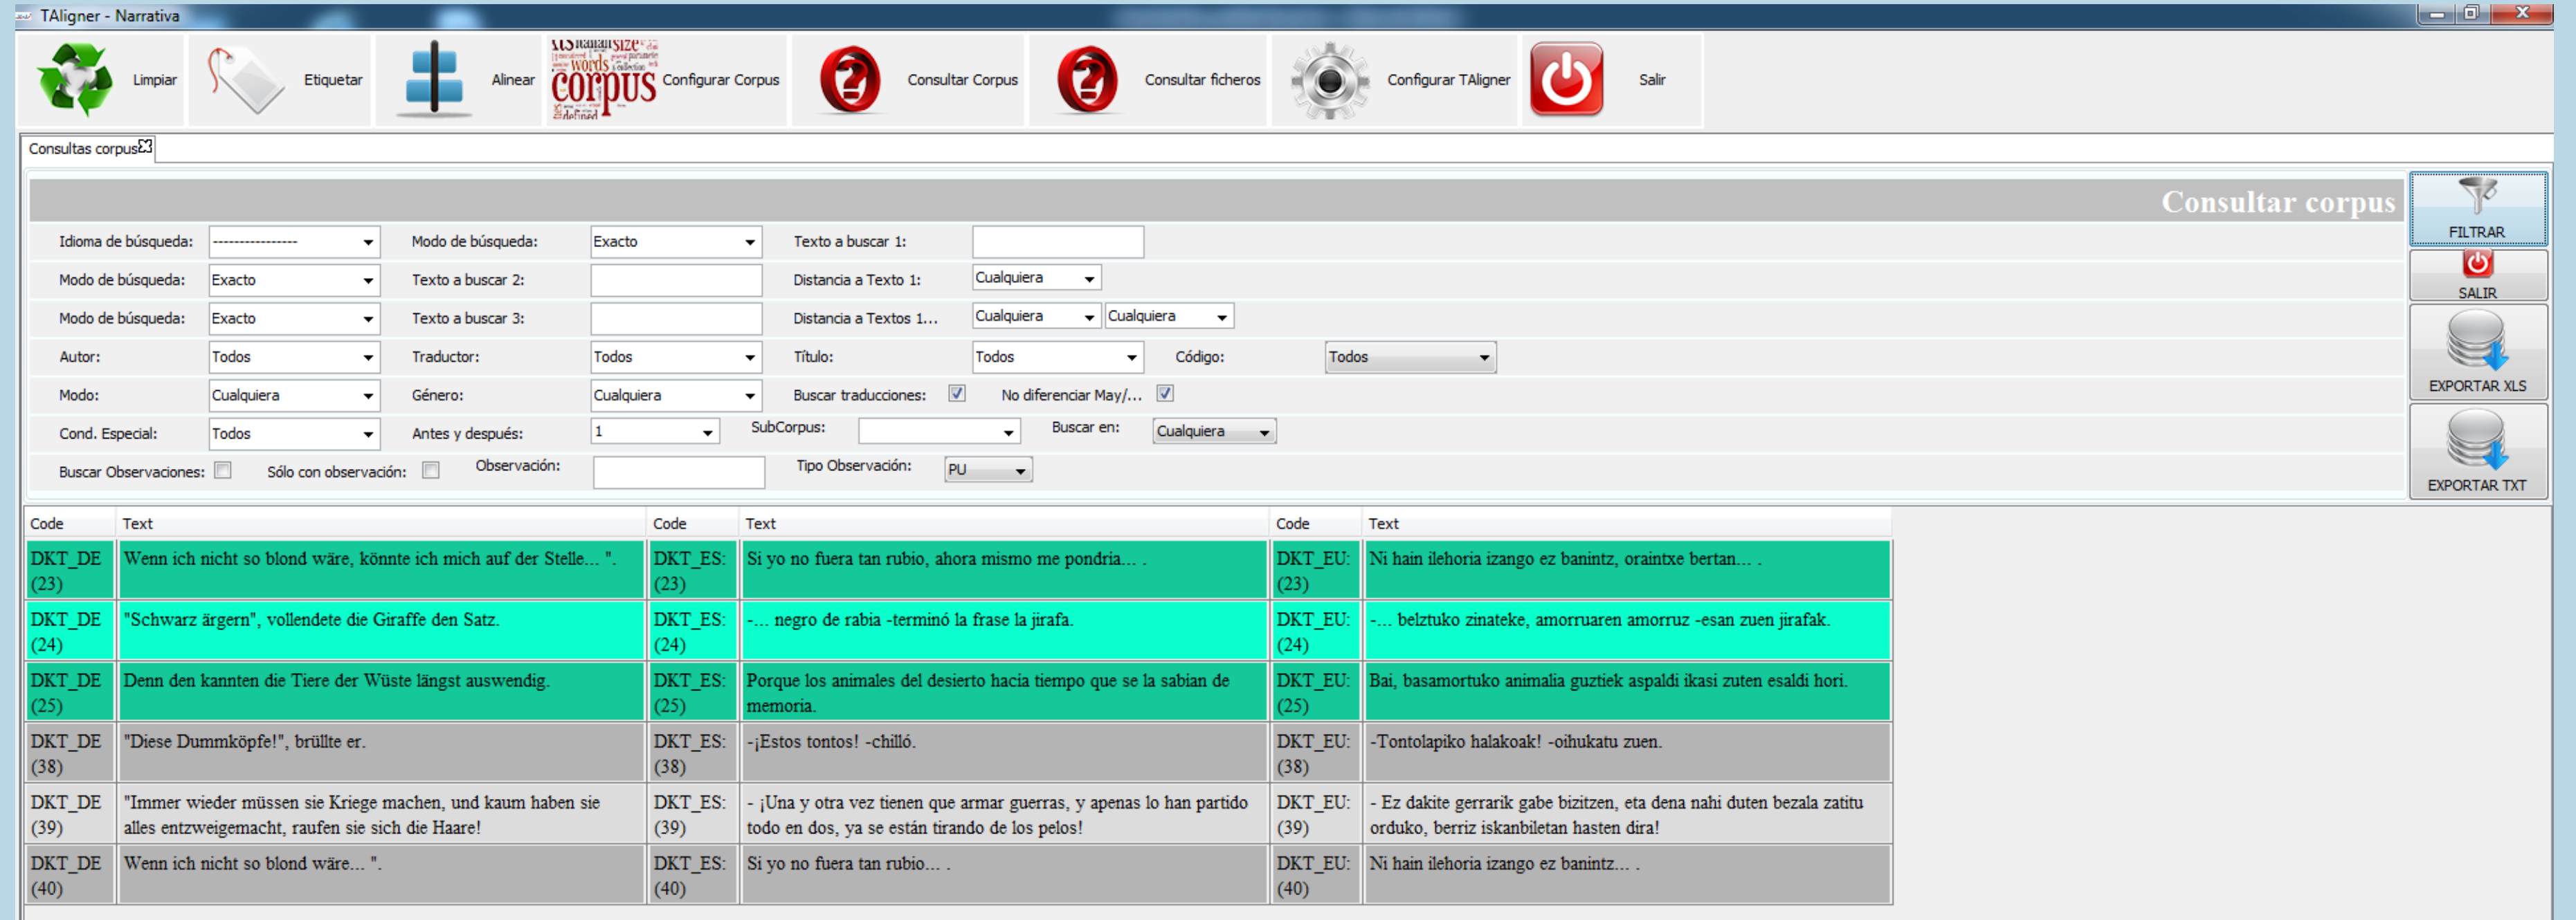 TAligner - Narrativa
Limpiar
Etiquetar
Alinear
size
words
corpus
defined
Configurar Corpus
Consultar Corpus
Consultar ficheros
Configurar TAligner
Salir
Consultas corpus
Consultar corpus
FILTRAR
SALIR
EXPORTAR XLS
EXPORTAR TXT
Idioma de búsqueda: ---------------- Modo de búsqueda: Exacto Texto a buscar 1:
Modo de búsqueda: Exacto Texto a buscar 2: Distancia a Texto 1: Cualquiera
Modo de búsqueda: Exacto Texto a buscar 3: Distancia a Textos 1... Cualquiera Cualquiera
Autor: Todos Traductor: Todos Título: Todos Código: Todos
Modo: Cualquiera Género: Cualquiera Buscar traducciones: No diferenciar May/...
Cond. Especial: Todos Antes y después: 1 SubCorpus: Buscar en: Cualquiera
Buscar Observaciones: Sólo con observación: Observación: Tipo Observación: PU
Code Text Code Text Code Text
DKT_DE (23) Wenn ich nicht so blond wäre, könnte ich mich auf der Stelle... ".
DKT_ES: (23) Si yo no fuera tan rubio, ahora mismo me pondria... .
DKT_EU: (23) Ni hain ilehoria izango ez banintz, oraintxe bertan... .
DKT_DE (24) "Schwarz ärgern", vollendete die Giraffe den Satz.
DKT_ES: (24) -... negro de rabia -terminó la frase la jirafa.
DKT_EU: (24) -... belztuko zinateke, amorruaren amorruz -esan zuen jirafak.
DKT_DE (25) Denn den kannten die Tiere der Wüste längst auswendig.
DKT_ES: (25) Porque los animales del desierto hacia tiempo que se la sabian de
memoria.
DKT_EU: (25) Bai, basamortuko animalia guztiek aspaldi ikasi zuten esaldi hori.
DKT_DE (38) "Diese Dummköpfe!", brüllte er.
DKT_ES: (38) -¡Estos tontos! -chilló.
DKT_EU: (38) -Tontolapiko halakoak! -oihukatu zuen.
DKT_DE (39) "Immer wieder müssen sie Kriege machen, und kaum haben sie
alles entzweigemacht, raufen sie sich die Haare!
DKT_ES: (39) - ¡Una y otra vez tienen que armar guerras, y apenas lo han partido
todo en dos, ya se están tirando de los pelos!
DKT_EU: (39) - Ez dakite gerrarik gabe bizitzen, eta dena nahi duten bezala zatitu
orduko, berriz iskanbiletan hasten dira!
DKT_DE (40) Wenn ich nicht so blond wäre... ".
DKT_ES: (40) Si yo no fuera tan rubio... .
DKT_EU: (40) Ni hain ilehoria izango ez banintz... .